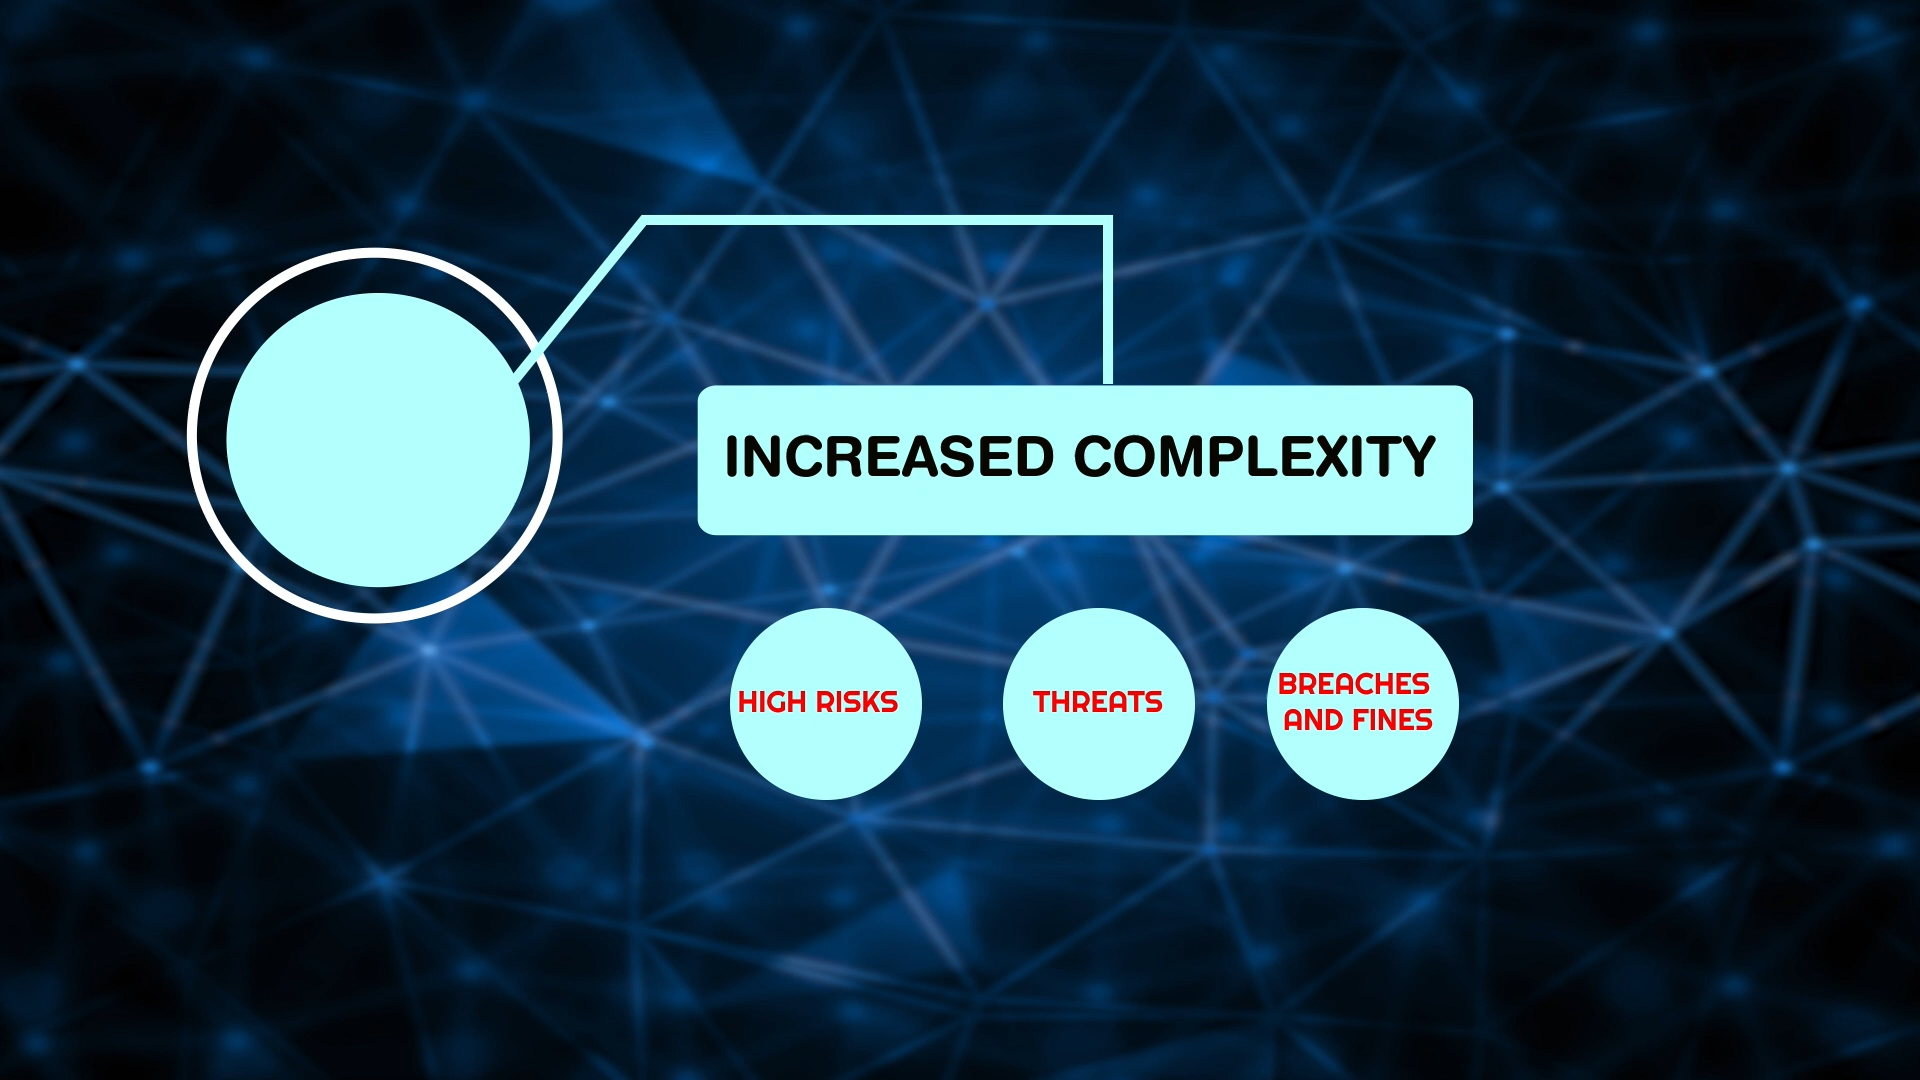 INCREASED COMPLEXITY
HIGH RISKS
THREATS
BREACHES
AND FINES